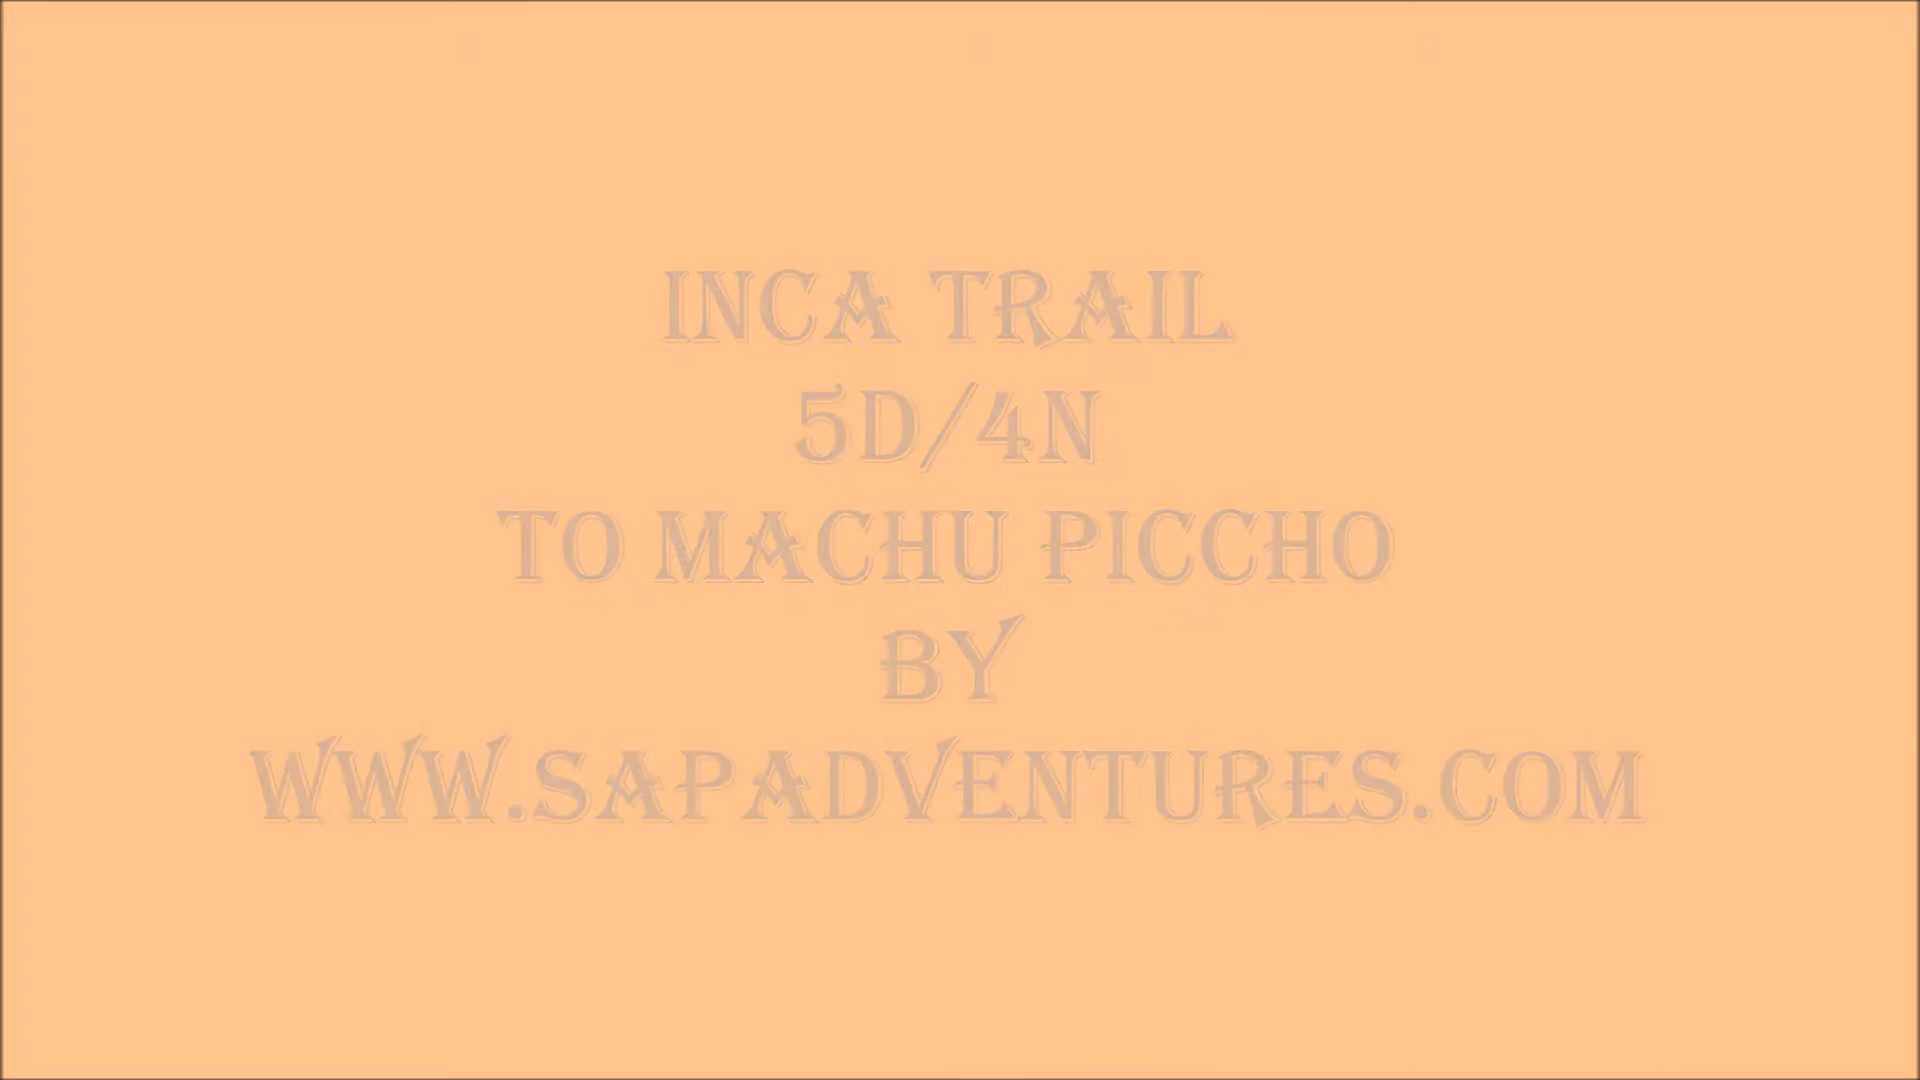 INCA TRAIL
5D/4N
TO MACHU PICCHO
BY
WWW.SAPADVENTURES.COM